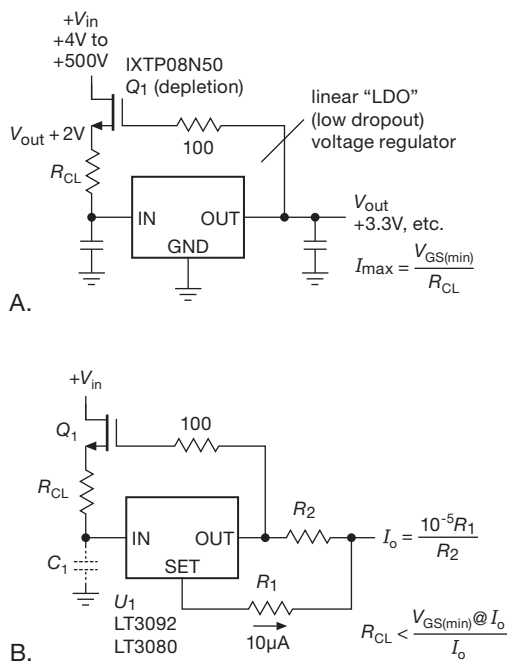 +Vin
+4V to
+500V
IXTP08N50
Q1 (depletion)
linear “LDO”
(low dropout)
voltage regulator
Vout + 2V
100
RCL
IN
OUT
GND
Vout
+3.3V, etc.
Imax = VGS(min) / RCL
A.
+Vin
Q1
100
RCL
IN
OUT
SET
R2
Io = 10⁻⁵R1 / R2
C1
R1
10µA
U1
LT3092
LT3080
RCL < VGS(min) @ Io / Io
B.